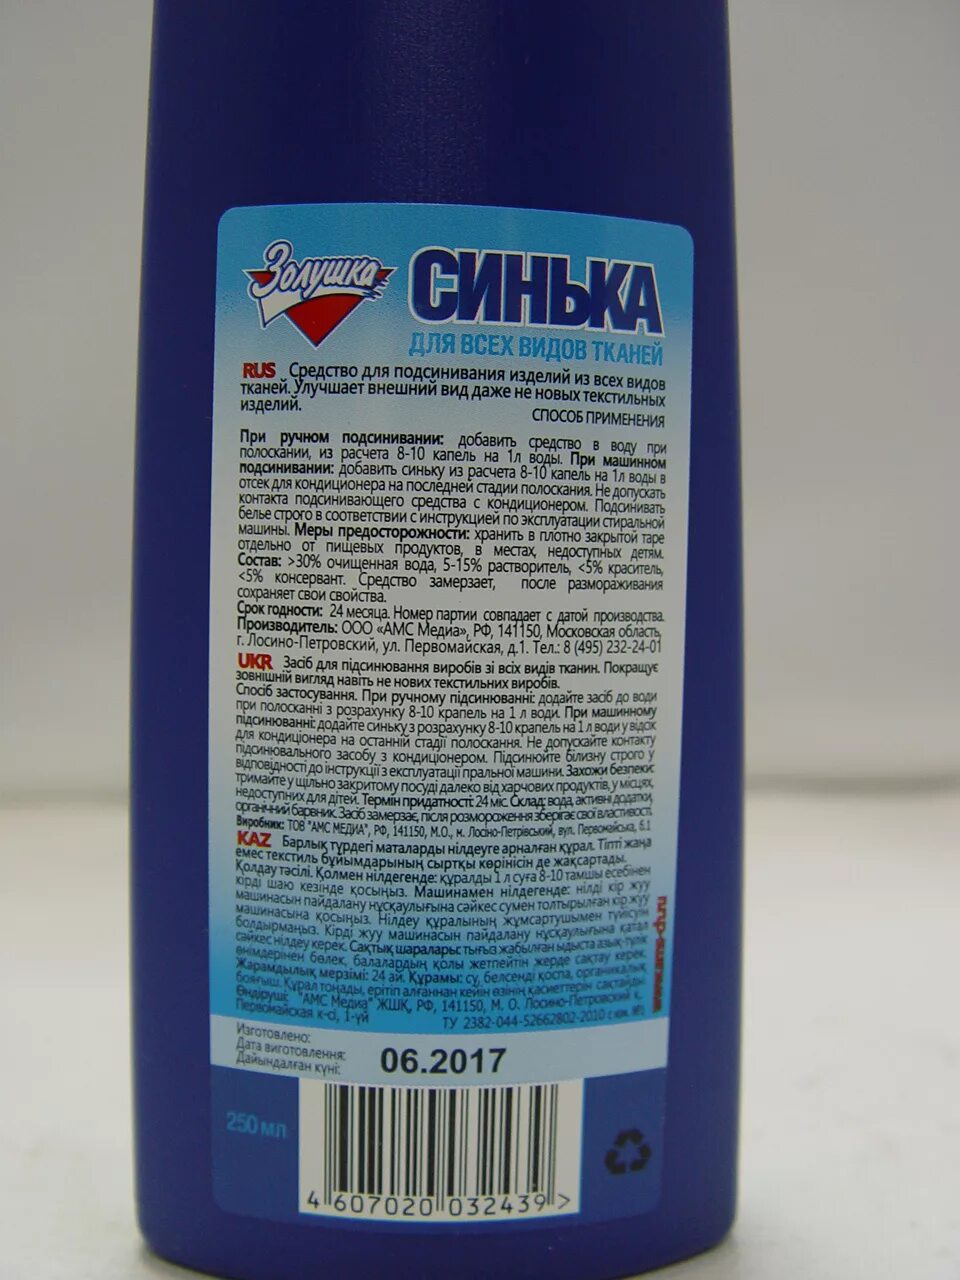 Золушка
СИНЬКА
ДЛЯ ВСЕХ ВИДОВ ТКАНЕЙ
RUS Средство для подсинивания изделий из всех видов
тканей. Улучшает внешний вид даже не новых текстильных
изделий.
СПОСОБ ПРИМЕНЕНИЯ
При ручном подсинивании: добавить средство в воду при
полоскании, из расчета 8-10 капель на 1л воды. При машинном
подсинивании: добавить синьку из расчета 8-10 капель на 1л воды в
отсек для кондиционера на последней стадии полоскания. Не допускать
контакта подсинивающего средства с кондиционером. Подсинивать
белье строго в соответствии с инструкцией по эксплуатации стиральной
машины. Меры предосторожности: хранить в плотно закрытой таре
отдельно от пищевых продуктов, в местах, недоступных детям.
Состав: >30% очищенная вода, 5-15% растворитель, <5% краситель,
<5% консервант. Средство замерзает, после размораживания
сохраняет свои свойства.
Срок годности: 24 месяца. Номер партии совпадает с датой производства.
Производитель: ООО «АМС Медиа», РФ, 141150, Московская область,
г. Лосино-Петровский, ул. Первомайская, д.1. Тел.: 8 (495) 232-24-01
UKR Засіб для підсинювання виробів зі всіх видів тканин. Покращує
зовнішній вигляд навіть не нових текстильних виробів.
Спосіб застосування. При ручному підсинюванні: додайте засіб до води
при полосканні з розрахунку 8-10 крапель на 1 л води. При машинному
підсинюванні: додайте синьку з розрахунку 8-10 крапель на 1 л води у відок
для кондиціонера на останній стадії полоскання. Не допускайте контакту
підсинювального засобу з кондиціонером. Підсинюйте білизну строго у
відповідності до інструкції з експлуатації пральної машини. Захожи безпеки:
тримайте у щільно закритому посуді далеко від харчових продуктів, у місцях,
недоступних для дітей. Термін придатності: 24 міс. Склад: вода, активні додатки,
органічний барвник. Засіб замерзає, після розмороження зберігає свої властивості.
Виробник: ТОВ "АМС МЕДИА", РФ, 141150, М.О., м. Лосіно-Петрівський, вул. Первомайська, б.1
KAZ Барлық түрдегі маталарды нілдеуге арналған құрал. Тіпті жаңа
емес текстиль бұйымдарының сыртқы көрінісін де жақсартады.
Қолдау тәсілі. Қолмен нілдегенде: құралды 1 л суға 8-10 тамшы есебінен
кірді шаю кезінде қосыңыз. Машинамен нілдегенде: нілді кір жуу
машинасын пайдалану нұсқаулығына сәйкес сумен толтырылған кір жуу
машинасына қосыңыз. Нілдеу құралының жұмсартушымен түйісуін
болдырмаңыз. Кірді жуу машинасын пайдалану нұсқаулығына қатал
сәйкес нілдеу керек. Сақтық шаралары: тығыз жабылған ыдыста азық-түлік
өнімдерінен бөлек, балалардың қолы жетпейтін жерде сақтау керек.
Жарамдылық мерзімі: 24 ай. Құрамы: су, белсенді қоспа, органикалық
бояғыш. Құрал тоңады, ерітіп алғаннан кейін өзінің қасиеттерін сақтайды.
Өндіруші: "АМС Медиа" ЖШҚ, РФ, 141150, М. О. Лосино-Петровский к.
Первомайская к-сі, 1-үй
ТУ 2382-044-52662802-2010 с изм. №1
Изготовлено:
Дата виготовлення:
Дайындалған күні:
06.2017
250 мл
4 607020 032439 >